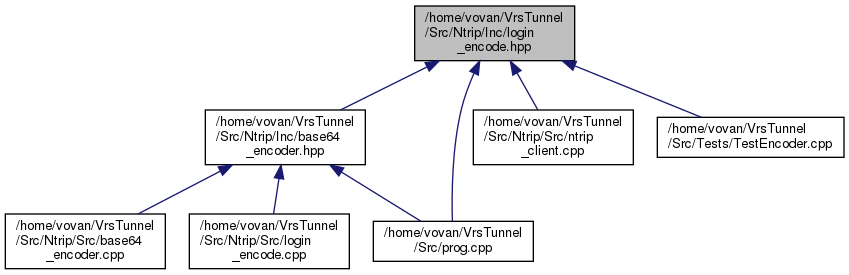 /home/vovan/VrsTunnel
/Src/Ntrip/Inc/login
_encode.hpp
/home/vovan/VrsTunnel
/Src/Ntrip/Inc/base64
_encoder.hpp
/home/vovan/VrsTunnel
/Src/Ntrip/Src/ntrip
_client.cpp
/home/vovan/VrsTunnel
/Src/Tests/TestEncoder.cpp
/home/vovan/VrsTunnel
/Src/Ntrip/Src/base64
_encoder.cpp
/home/vovan/VrsTunnel
/Src/Ntrip/Src/login
_encode.cpp
/home/vovan/VrsTunnel
/Src/prog.cpp